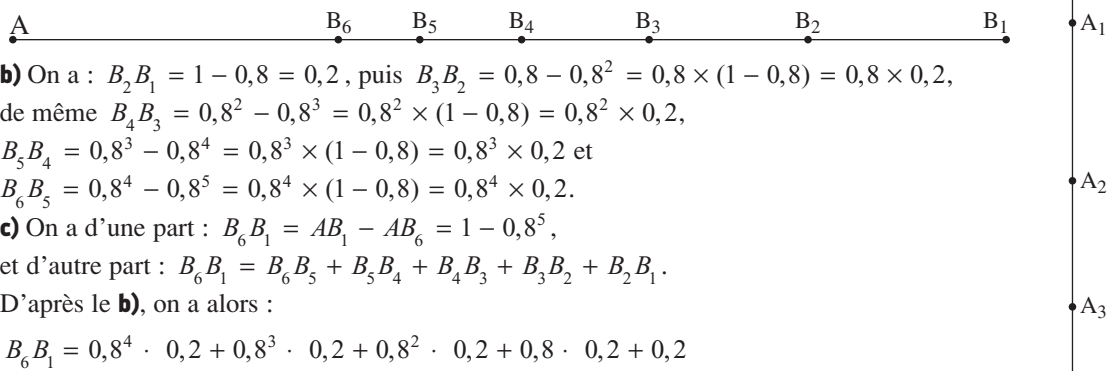 A B₆ B₅ B₄ B₃ B₂ B₁
b) On a : B₂B₁ = 1 – 0,8 = 0,2 , puis B₃B₂ = 0,8 – 0,8² = 0,8 × (1 – 0,8) = 0,8 × 0,2,
de même B₄B₃ = 0,8² – 0,8³ = 0,8² × (1 – 0,8) = 0,8² × 0,2,
B₅B₄ = 0,8³ – 0,8⁴ = 0,8³ × (1 – 0,8) = 0,8³ × 0,2 et
B₆B₅ = 0,8⁴ – 0,8⁵ = 0,8⁴ × (1 – 0,8) = 0,8⁴ × 0,2.
c) On a d'une part : B₆B₁ = AB₁ – AB₆ = 1 – 0,8⁵ ,
et d'autre part : B₆B₁ = B₆B₅ + B₅B₄ + B₄B₃ + B₃B₂ + B₂B₁ .
D'après le b), on a alors :
B₆B₁ = 0,8⁴ · 0,2 + 0,8³ · 0,2 + 0,8² · 0,2 + 0,8 · 0,2 + 0,2
A₁
A₂
A₃